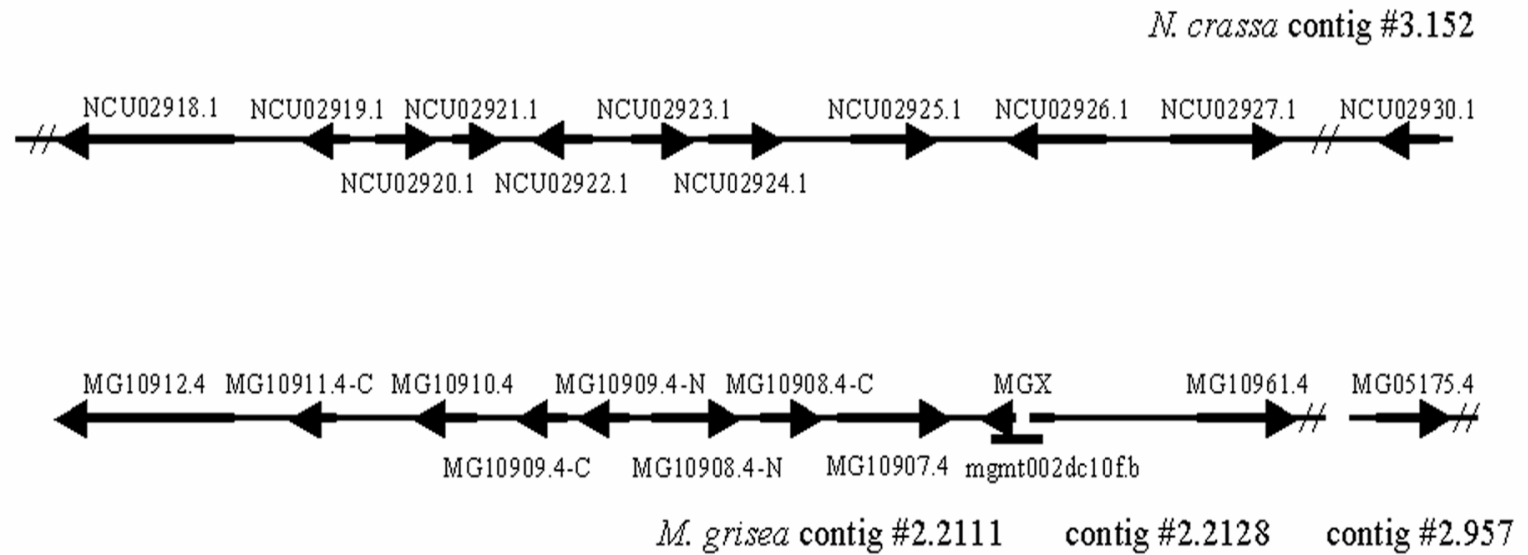 N. crassa contig #3.152
NCU02918.1 NCU02919.1 NCU02921.1 NCU02923.1 NCU02925.1 NCU02926.1 NCU02927.1 NCU02930.1
NCU02920.1 NCU02922.1 NCU02924.1
MG10912.4 MG10911.4-C MG10910.4 MG10909.4-N MG10908.4-C MGX MG10961.4 MG05175.4
MG10909.4-C MG10908.4-N MG10907.4 mgmt002dc10f.b
M. grisea contig #2.2111 contig #2.2128 contig #2.957